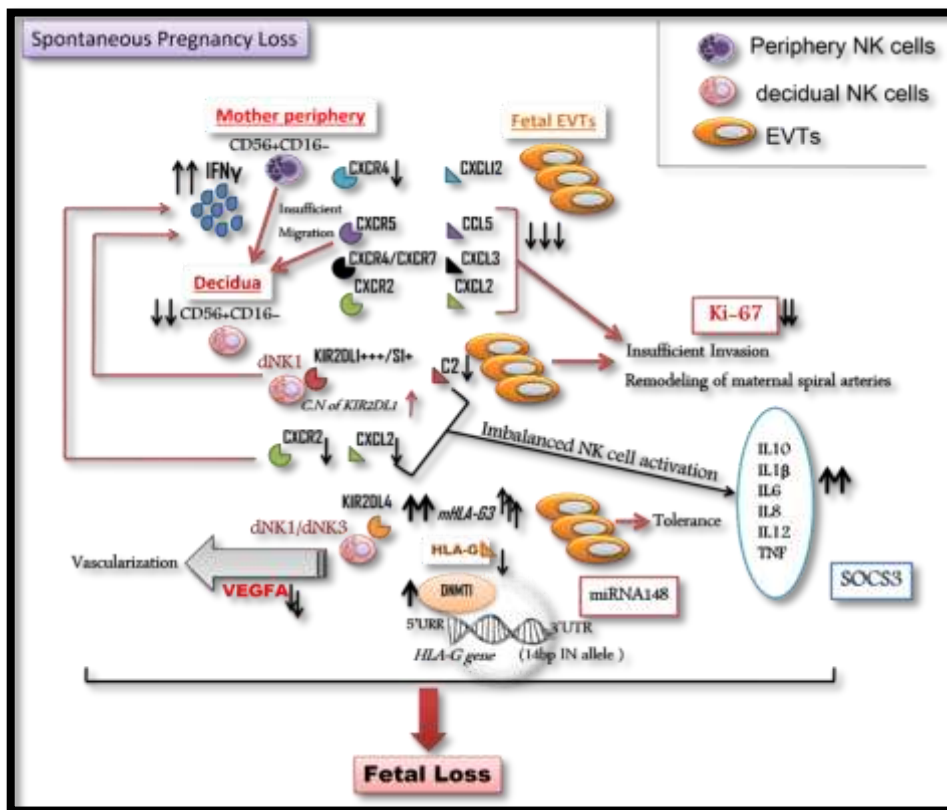 Spontaneous Pregnancy Loss
Periphery NK cells
decidual NK cells
EVTs
Mother periphery
CD56+CD16-
Fetal EVTs
IFNγ
CXCR4
CXCL12
Insufficient
Migration
CXCR5
CCL5
CXCR4/CXCR7
CXCL3
CXCR2
CXCL2
Decidua
CD56+CD16-
Ki-67
Insufficient Invasion
Remodeling of maternal spiral arteries
dNK1
KIR2DL1+++/S1+
C2
C.N of KIR2DL1
CXCR2
CXCL2
Imbalanced NK cell activation
IL10
IL1β
IL6
IL8
IL12
TNF
KIR2DL4
mHLA-G3
dNK1/dNK3
Tolerance
HLA-G
Vascularization
VEGFA
DNMT1
miRNA148
SOCS3
5'URR
3'UTR
HLA-G gene
(14bp IN allele )
Fetal Loss